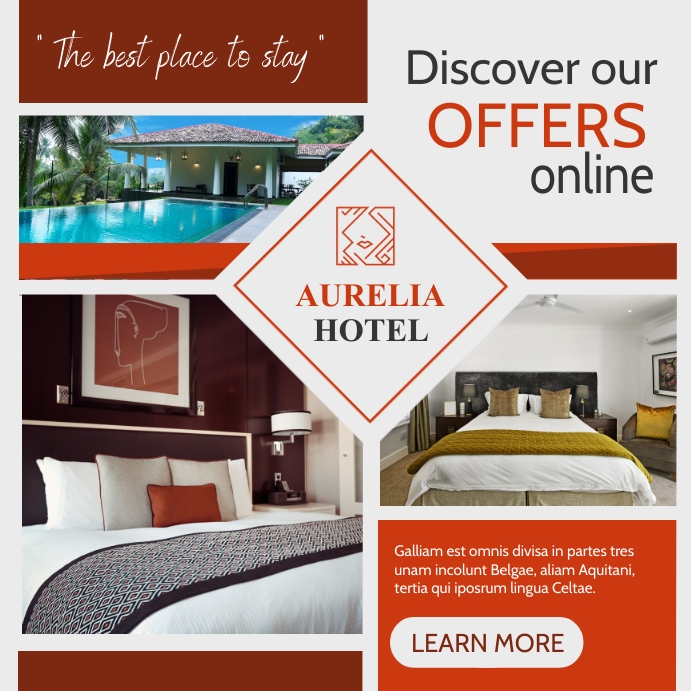 " The best place to stay "
Discover our
OFFERS
online
AURELIA
HOTEL
Galliam est omnis divisa in partes tres
unam incolunt Belgae, aliam Aquitani,
tertia qui iposrum lingua Celtae.
LEARN MORE